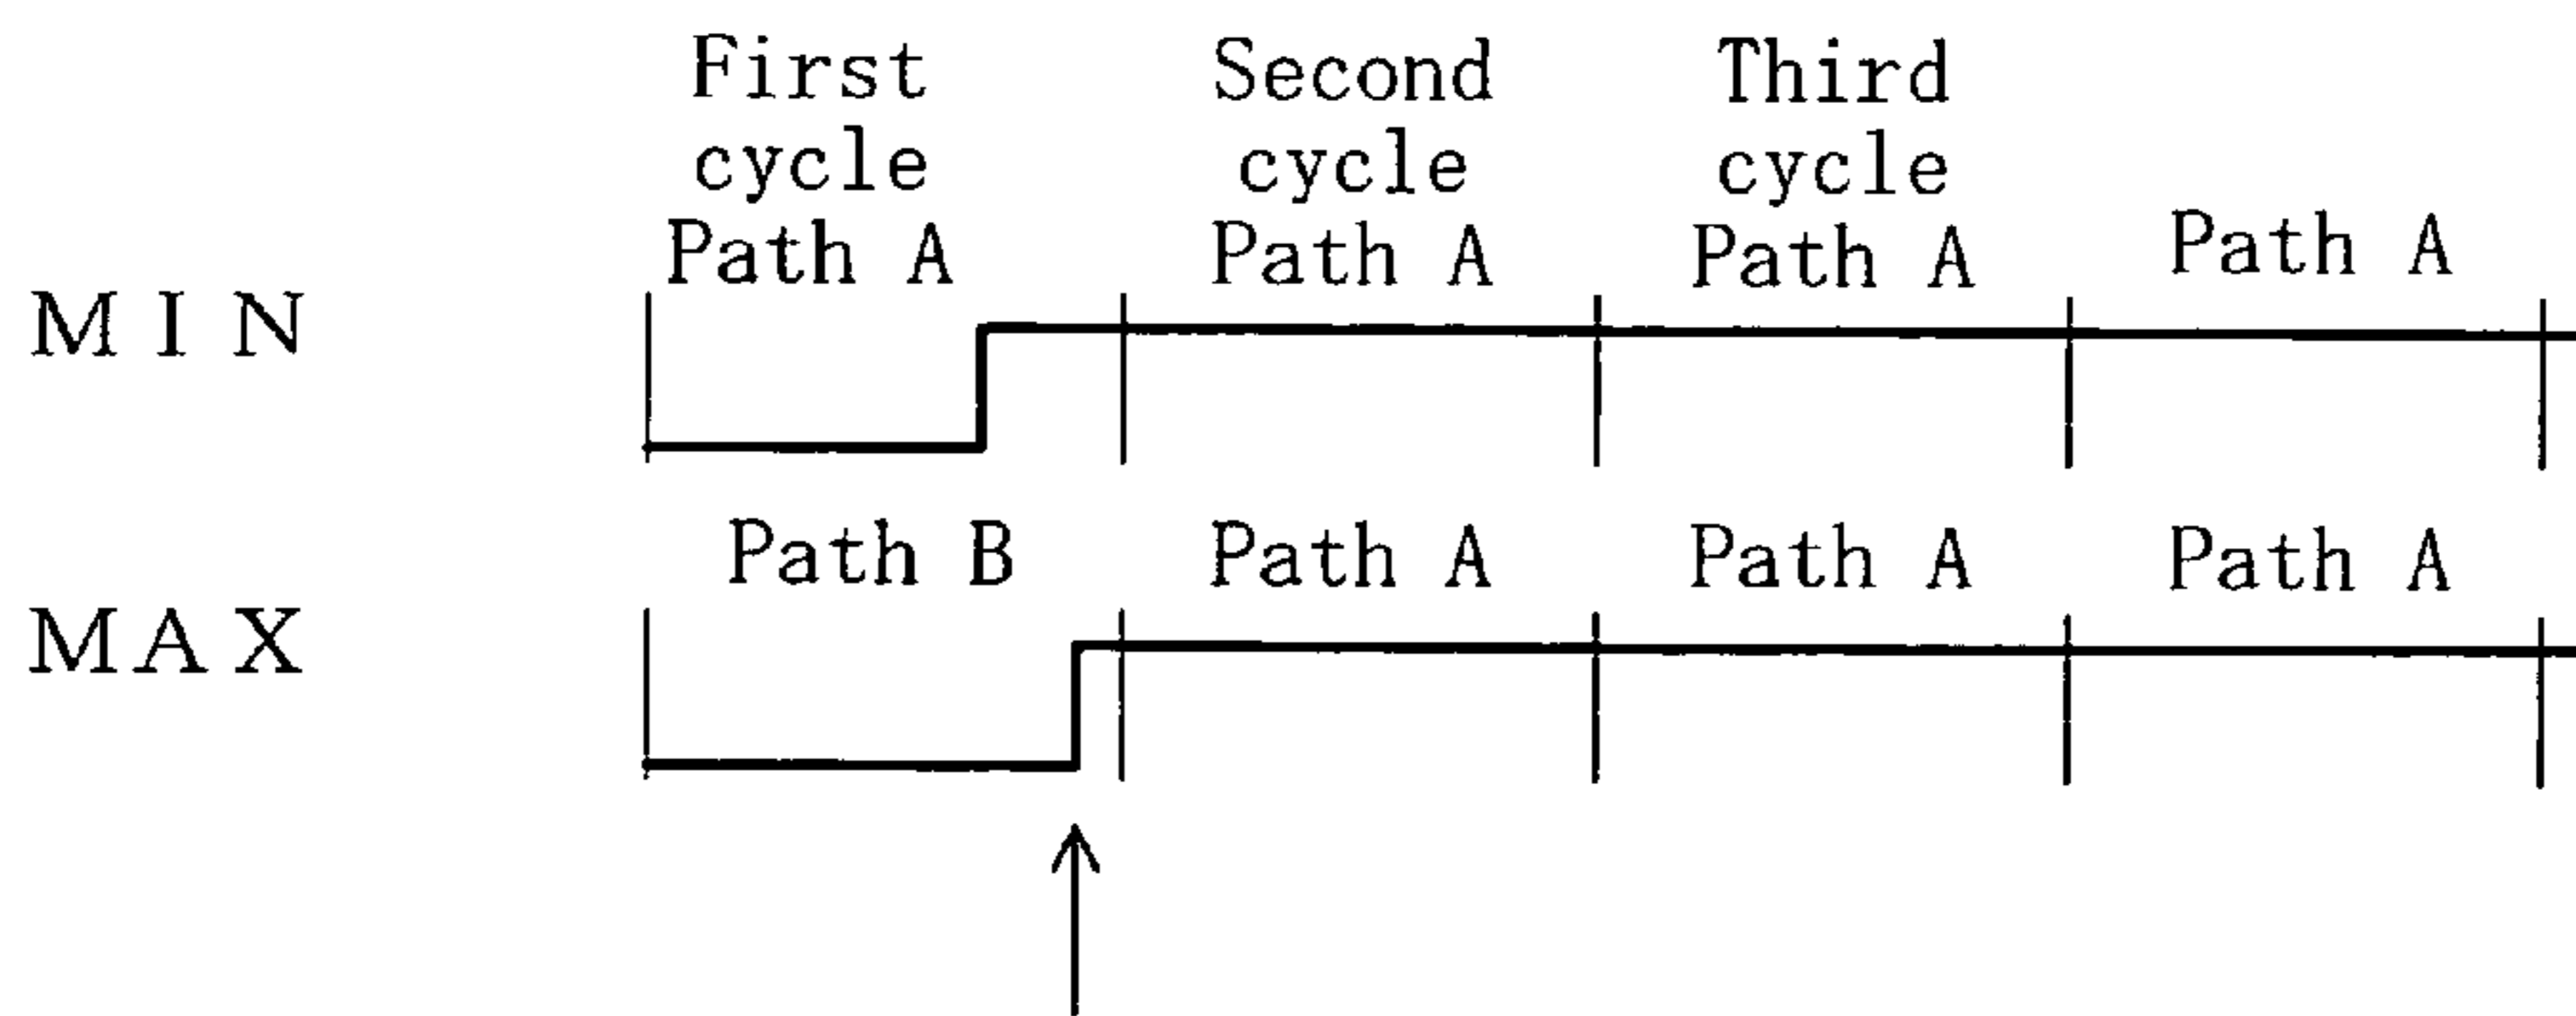 First Second Third
cycle cycle cycle
Path A Path A Path A Path A
MIN
Path B Path A Path A Path A
MAX